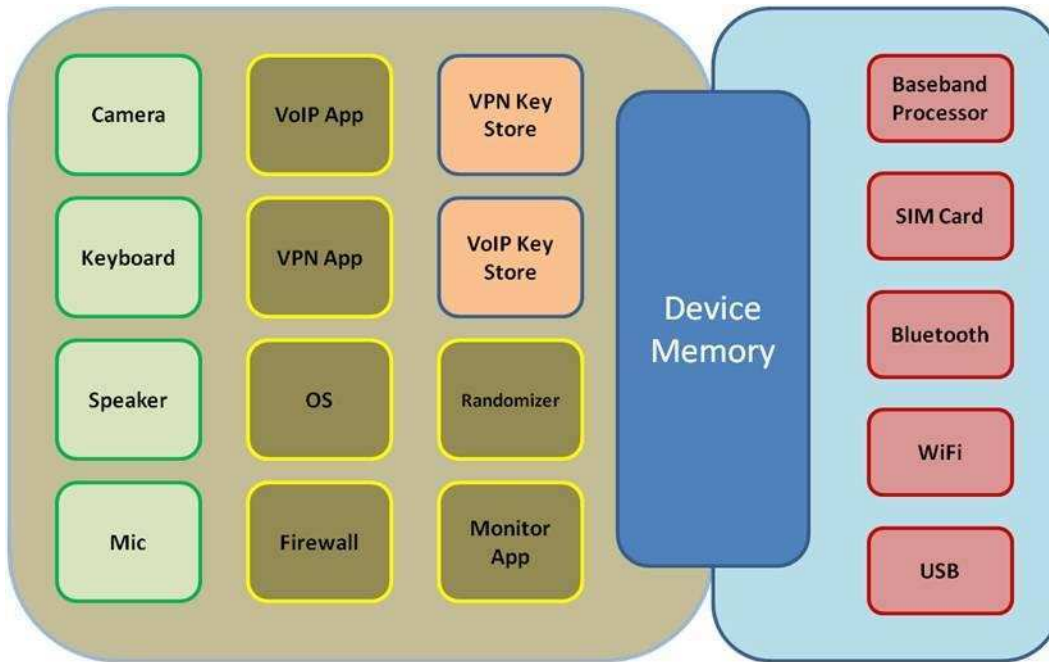 Camera
VoIP App
VPN Key
Store
Keyboard
VPN App
VoIP Key
Store
Speaker
OS
Randomizer
Mic
Firewall
Monitor
App
Device
Memory
Baseband
Processor
SIM Card
Bluetooth
WiFi
USB